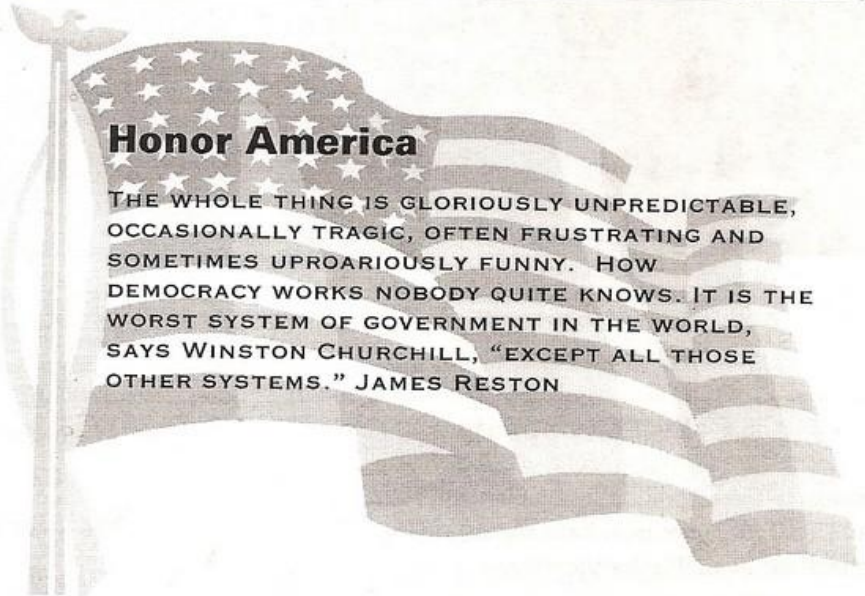 Honor America
THE WHOLE THING IS GLORIOUSLY UNPREDICTABLE,
OCCASIONALLY TRAGIC, OFTEN FRUSTRATING AND
SOMETIMES UPROARIOUSLY FUNNY. HOW
DEMOCRACY WORKS NOBODY QUITE KNOWS. IT IS THE
WORST SYSTEM OF GOVERNMENT IN THE WORLD,
SAYS WINSTON CHURCHILL, “EXCEPT ALL THOSE
OTHER SYSTEMS.” JAMES RESTON